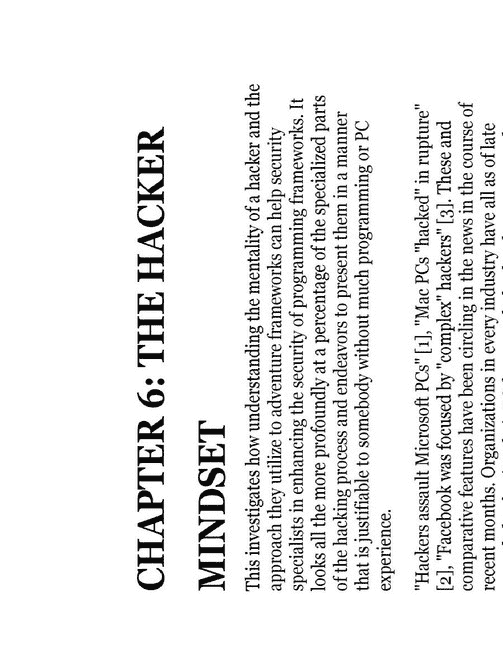 CHAPTER 6: THE HACKER
MINDSET
This investigates how understanding the mentality of a hacker and the
approach they utilize to adventure frameworks can help security
specialists in enhancing the security of programming frameworks. It
looks all the more profoundly at a percentage of the specialized parts
of the hacking process and endeavors to present them in a manner
that is justifiable to somebody without much programming or PC
experience.
"Hackers assault Microsoft PCs" [1], "Mac PCs "hacked" in rupture"
[2], "Facebook was focused by "complex" hackers" [3]. These and
comparative features have been circling in the news in the course of
recent months. Organizations in every industry have all as of late